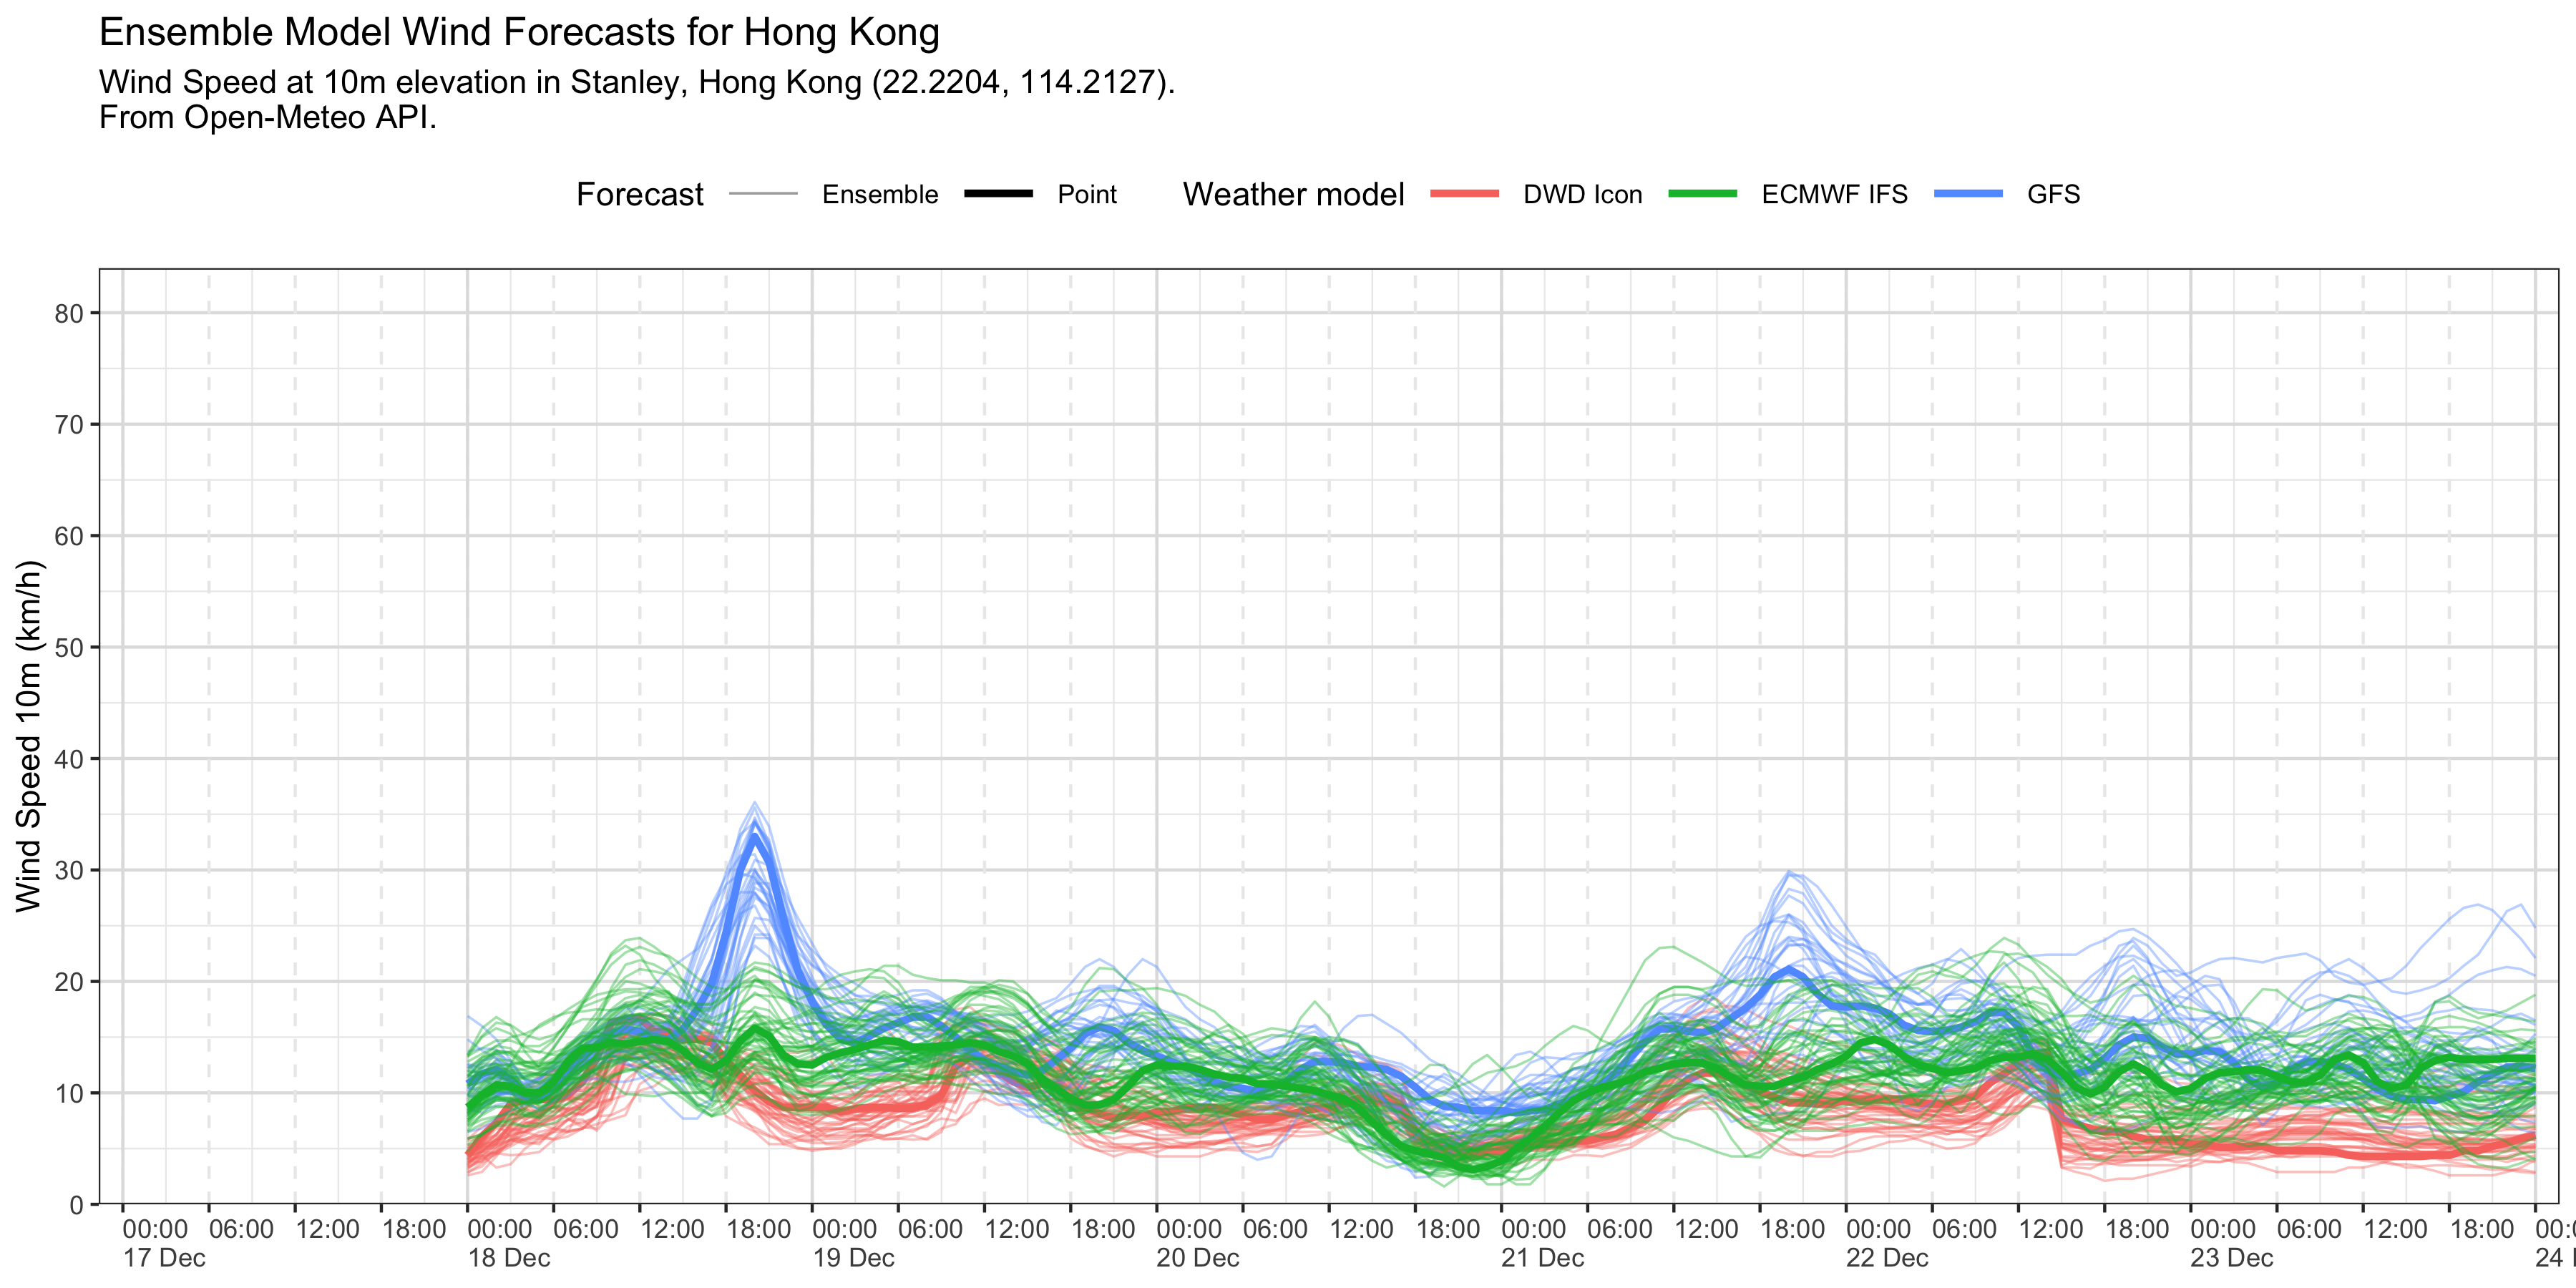 Ensemble Model Wind Forecasts for Hong Kong
Wind Speed at 10m elevation in Stanley, Hong Kong (22.2204, 114.2127).
From Open-Meteo API.
Forecast Ensemble Point Weather model DWD Icon ECMWF IFS GFS
Wind Speed 10m (km/h)
80
70
60
50
40
30
20
10
0
00:00 06:00 12:00 18:00 00:00 06:00 12:00 18:00 00:00 06:00 12:00 18:00 00:00 06:00 12:00 18:00 00:00 06:00 12:00 18:00 00:00 06:00 12:00 18:00 00:00 06:00 12:00 18:00 00:
17 Dec 18 Dec 19 Dec 20 Dec 21 Dec 22 Dec 23 Dec 24